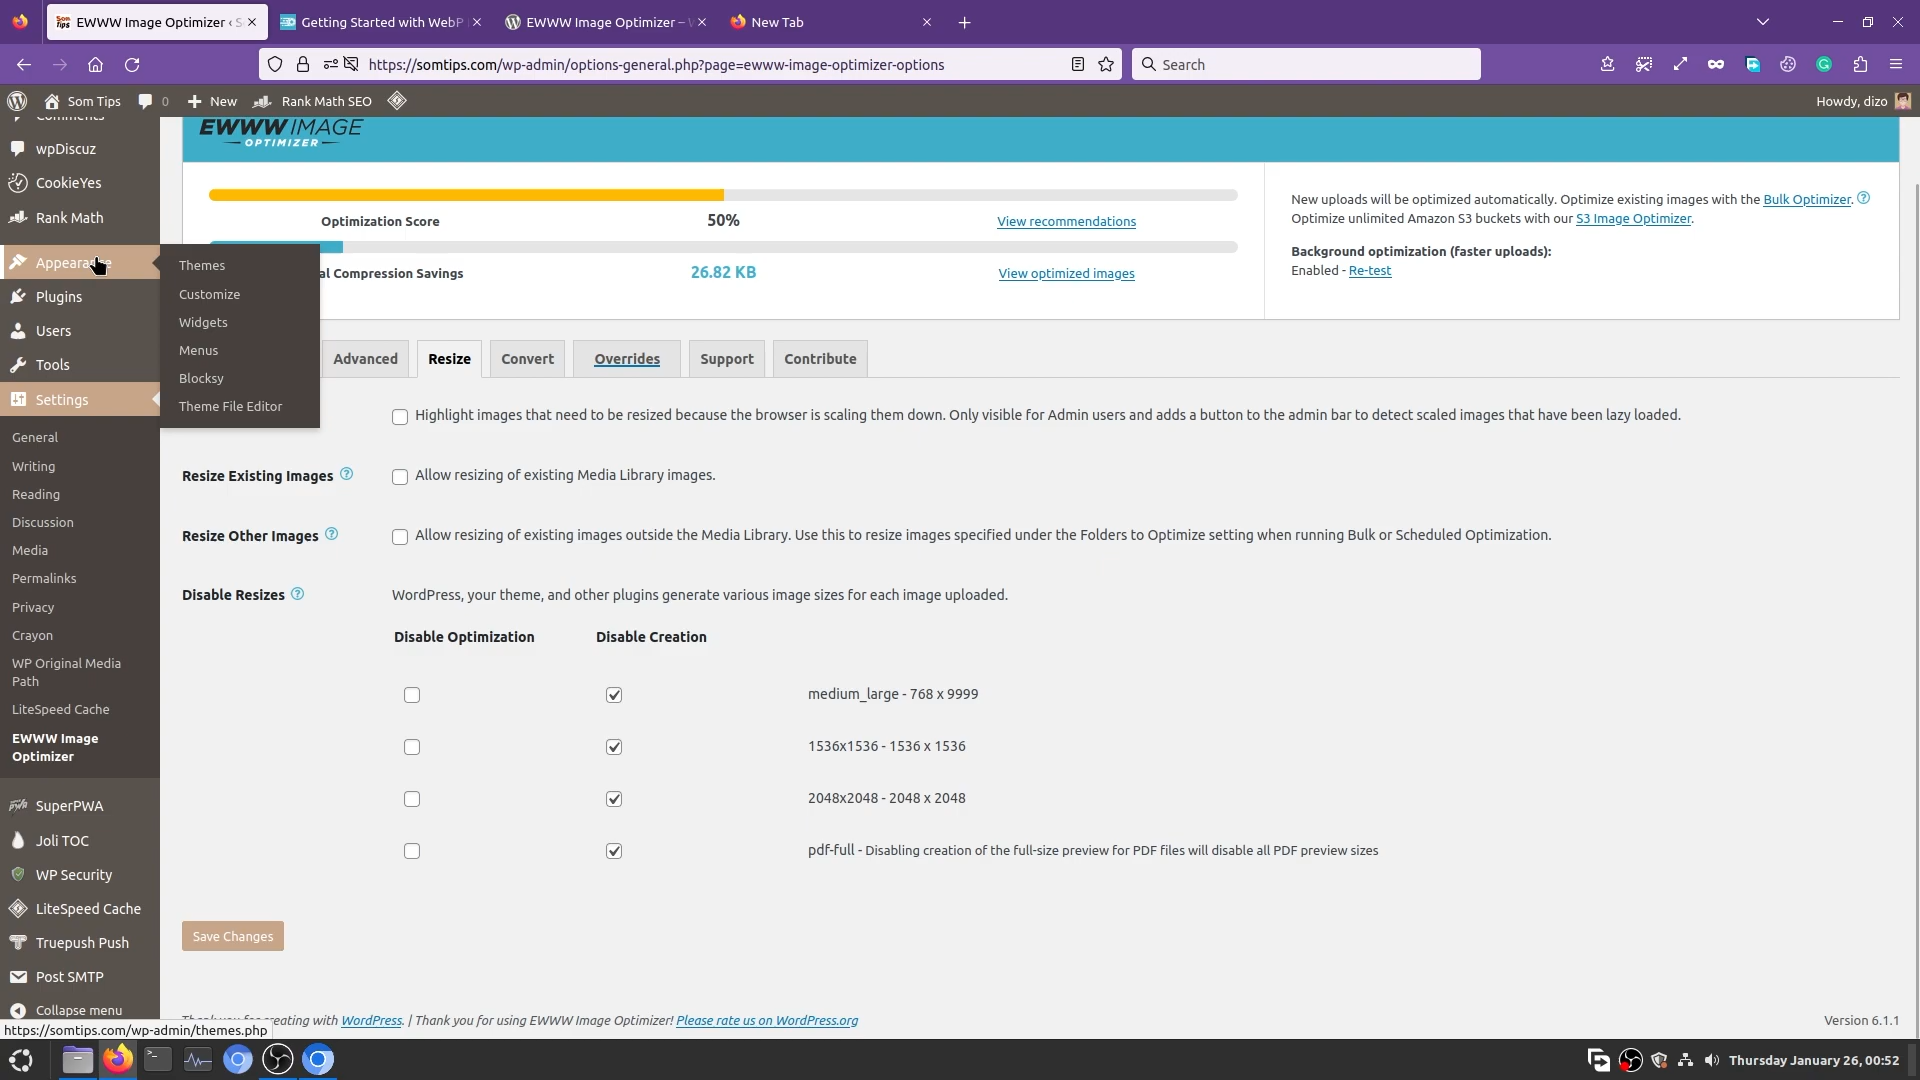 EWWW Image Optimizer ‹ S
Getting Started with WebP
EWWW Image Optimizer – W
New Tab
https://somtips.com/wp-admin/options-general.php?page=ewww-image-optimizer-options
Search
Som Tips
0
New
Rank Math SEO
Howdy, dizo
Comments
wpDiscuz
CookieYes
Rank Math
Appearance
Plugins
Users
Tools
Settings
General
Writing
Reading
Discussion
Media
Permalinks
Privacy
Crayon
WP Original Media
Path
LiteSpeed Cache
EWWW Image
Optimizer
SuperPWA
Joli TOC
WP Security
LiteSpeed Cache
Truepush Push
Post SMTP
Collapse menu
Themes
Customize
Widgets
Menus
Blocksy
Theme File Editor
EWWW IMAGE
OPTIMIZER
Optimization Score
50%
View recommendations
al Compression Savings
26.82 KB
View optimized images
New uploads will be optimized automatically. Optimize existing images with the Bulk Optimizer.
Optimize unlimited Amazon S3 buckets with our S3 Image Optimizer.
Background optimization (faster uploads):
Enabled - Re-test
Advanced
Resize
Convert
Overrides
Support
Contribute
Highlight images that need to be resized because the browser is scaling them down. Only visible for Admin users and adds a button to the admin bar to detect scaled images that have been lazy loaded.
Resize Existing Images
Allow resizing of existing Media Library images.
Resize Other Images
Allow resizing of existing images outside the Media Library. Use this to resize images specified under the Folders to Optimize setting when running Bulk or Scheduled Optimization.
Disable Resizes
WordPress, your theme, and other plugins generate various image sizes for each image uploaded.
Disable Optimization
Disable Creation
medium_large - 768 x 9999
1536x1536 - 1536 x 1536
2048x2048 - 2048 x 2048
pdf-full - Disabling creation of the full-size preview for PDF files will disable all PDF preview sizes
Save Changes
Thank you for creating with WordPress. | Thank you for using EWWW Image Optimizer! Please rate us on WordPress.org
Version 6.1.1
https://somtips.com/wp-admin/themes.php
Thursday January 26, 00:52